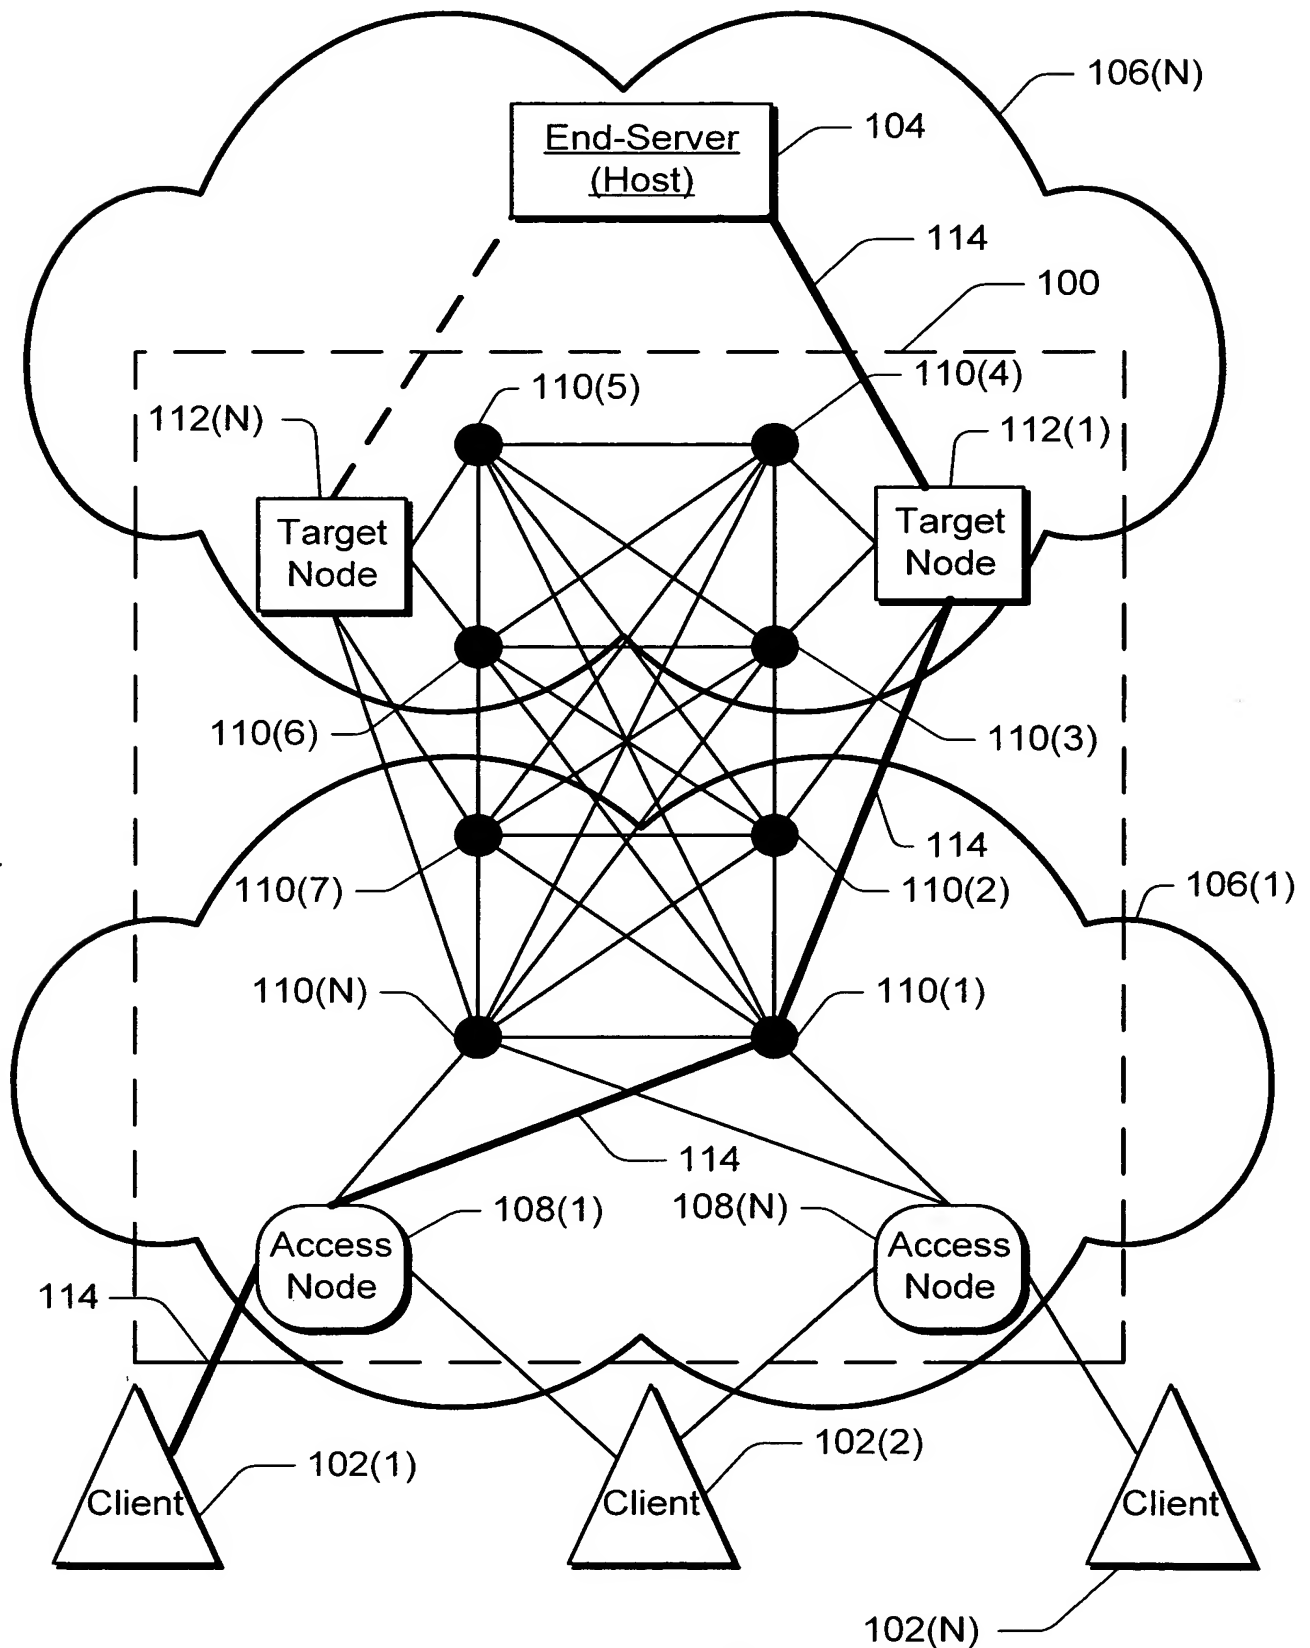 106(N)
End-Server
(Host)
104
114
100
110(5)
110(4)
112(N)
112(1)
Target
Node
Target
Node
110(6)
110(3)
114
110(7)
110(2)
106(1)
110(N)
110(1)
114
108(1)
108(N)
Access
Node
Access
Node
114
102(1)
102(2)
Client
Client
Client
102(N)